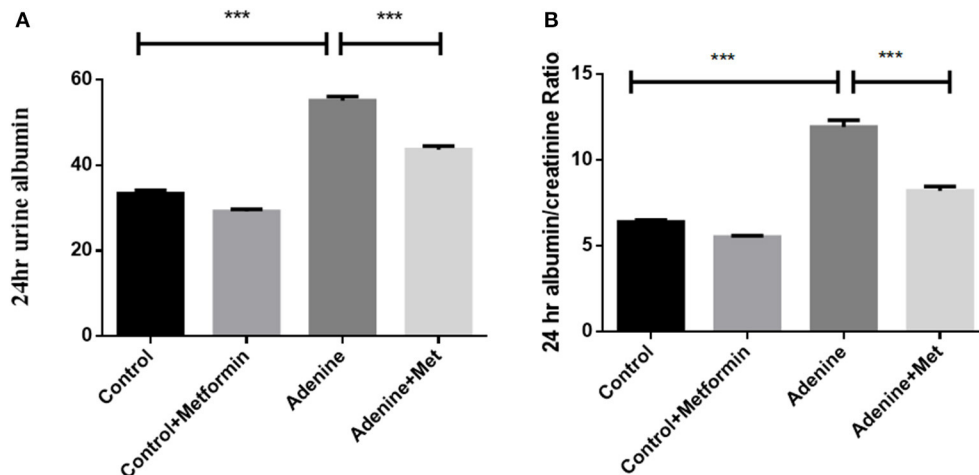 A
***
***
24hr urine albumin
60
40
20
0
Control
Control+Metformin
Adenine
Adenine+Met
B
***
***
24 hr albumin/creatinine Ratio
15
10
5
0
Control
Control+Metformin
Adenine
Adenine+Met